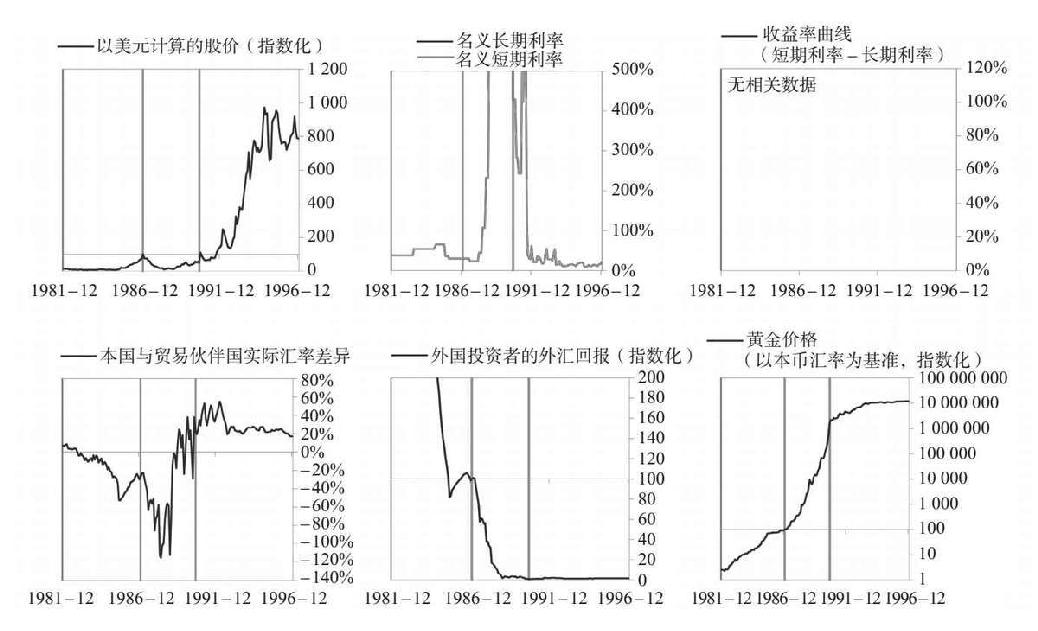 以美元计算的股价（指数化）
1 200
1 000
800
600
400
200
0
1981–12 1986–12 1991–12 1996–12
名义长期利率
名义短期利率
500%
400%
300%
200%
100%
0%
1981–12 1986–12 1991–12 1996–12
收益率曲线
（短期利率–长期利率）
无相关数据
120%
100%
80%
60%
40%
20%
0%
1981–12 1986–12 1991–12 1996–12
本国与贸易伙伴国实际汇率差异
80%
60%
40%
20%
0%
–20%
–40%
–60%
–80%
–100%
–120%
–140%
1981–12 1986–12 1991–12 1996–12
外国投资者的外汇回报（指数化）
200
180
160
140
120
100
80
60
40
20
0
1981–12 1986–12 1991–12 1996–12
黄金价格
（以本币汇率为基准，指数化）
100 000 000
10 000 000
1 000 000
100 000
10 000
1 000
100
10
1
1981–12 1986–12 1991–12 1996–12